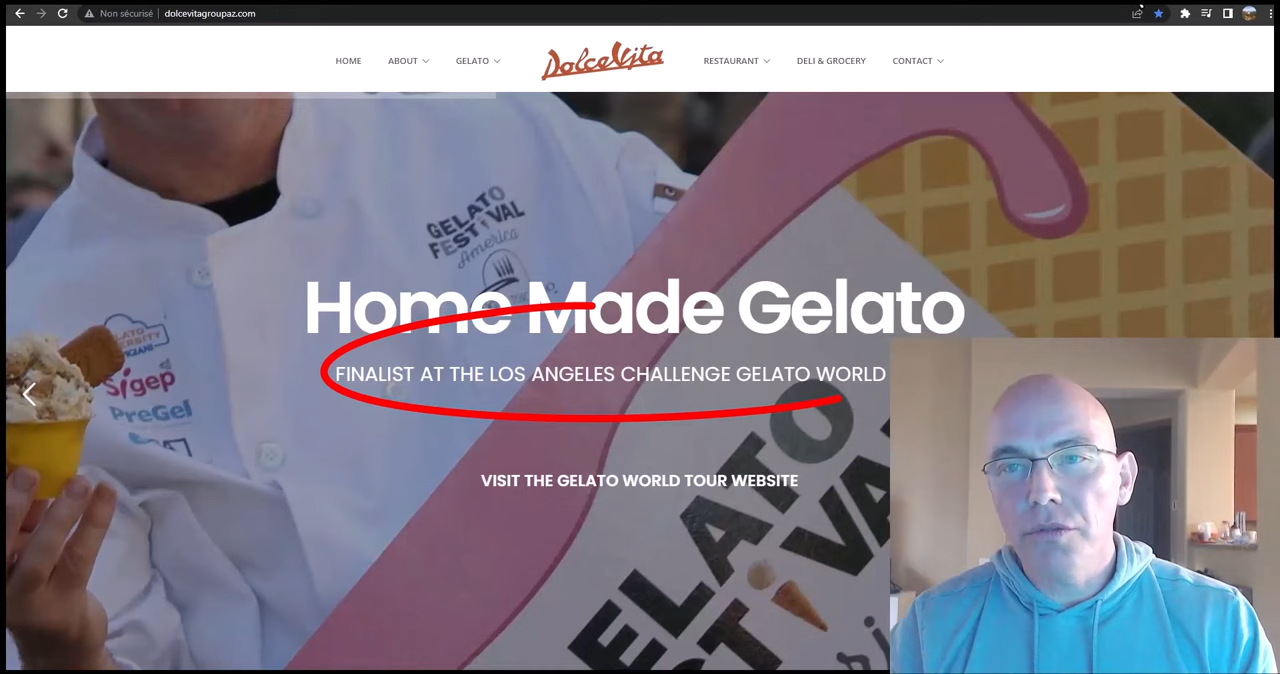 Non sécurisé | dolcevitagroupaz.com
HOME ABOUT GELATO DolceVita RESTAURANT DELI & GROCERY CONTACT
GELATO
FESTIVAL
America
Home Made Gelato
FINALIST AT THE LOS ANGELES CHALLENGE GELATO WORLD
Sigep
PreGel
VISIT THE GELATO WORLD TOUR WEBSITE
ELATO